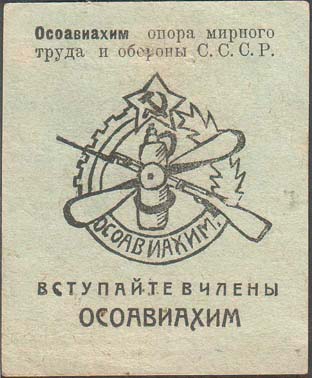 Осоавиахим опора мирного
труда и обороны С.С.С.Р.
ОСОАВИАХИМ.
ВСТУПАЙТЕ В ЧЛЕНЫ
ОСОАВИАХИМ